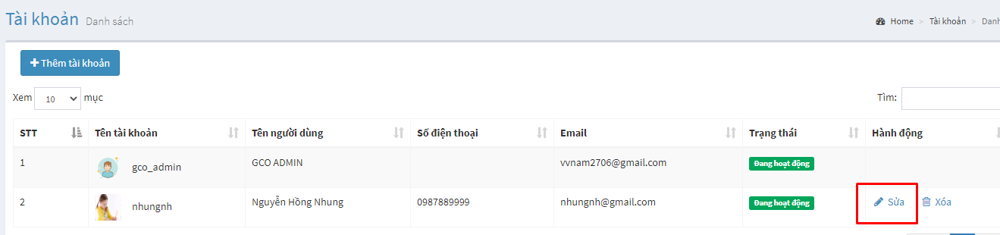 Tài khoản Danh sách
Home > Tài khoản > Danh
+ Thêm tài khoản
Xem 10 mục
Tìm:
STT Tên tài khoản Tên người dùng Số điện thoại Email Trạng thái Hành động
1 gco_admin GCO ADMIN vvnam2706@gmail.com Đang hoạt động
2 nhungnh Nguyễn Hồng Nhung 0987889999 nhungnh@gmail.com Đang hoạt động Sửa Xóa